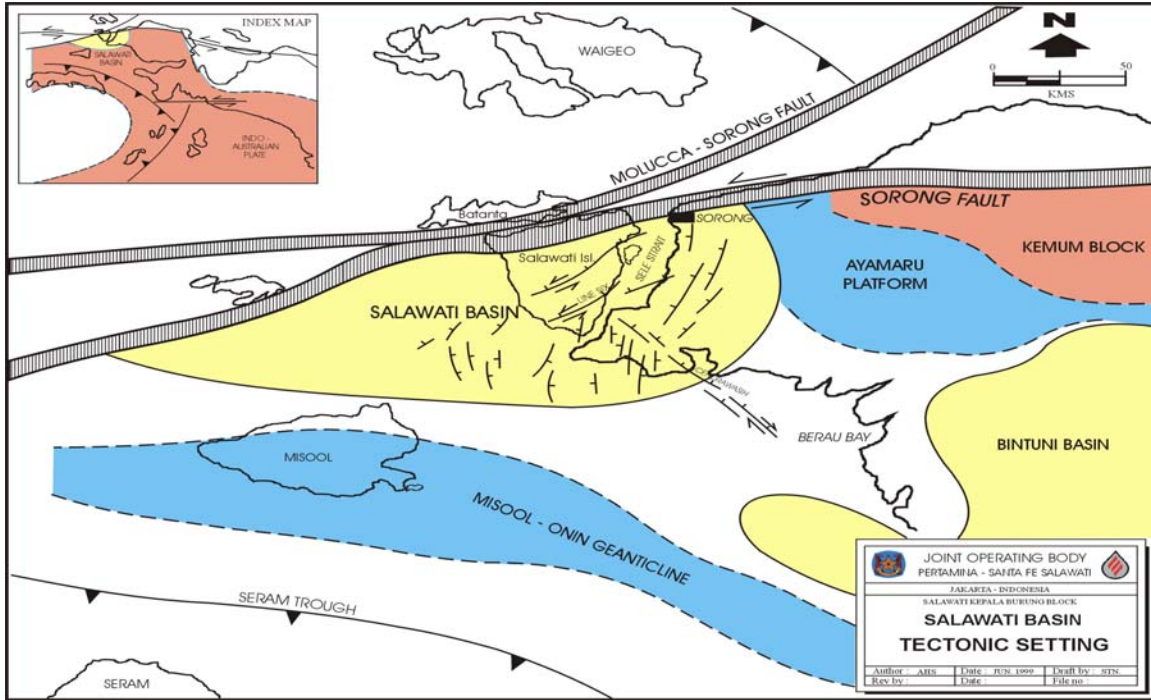 INDEX MAP
SALAWATI
BASIN
INDO -
AUSTRALIAN
PLATE
WAIGEO
N
0 50
KMS
MOLUCCA - SORONG FAULT
Batanta
SORONG
SORONG FAULT
KEMUM BLOCK
Salawati Isl.
SELE STRAIT
AYAMARU
PLATFORM
LINE SIX
SALAWATI BASIN
BERAU BAY
BINTUNI BASIN
MISOOL
MISOOL - ONIN GEANTICLINE
SERAM TROUGH
SERAM
JOINT OPERATING BODY
PERTAMINA - SANTA FE SALAWATI
JAKARTA - INDONESIA
SALAWATI KEPALA BURUNG BLOCK
SALAWATI BASIN
TECTONIC SETTING
Author : AHS Date : JUN. 1999 Draft by : STN.
Rev by : Date : File no :